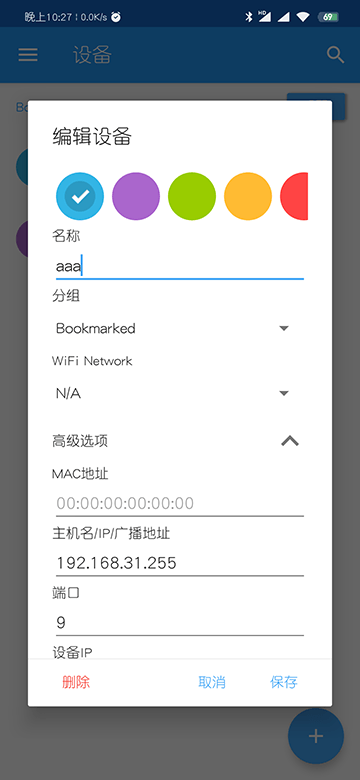 晚上10:27 | 0.0K/s
HD
69
设备
Bo
编辑设备
名称
aaa
分组
Bookmarked
WiFi Network
N/A
高级选项
MAC地址
00:00:00:00:00:00
主机名/IP/广播地址
192.168.31.255
端口
9
设备IP
删除 取消 保存